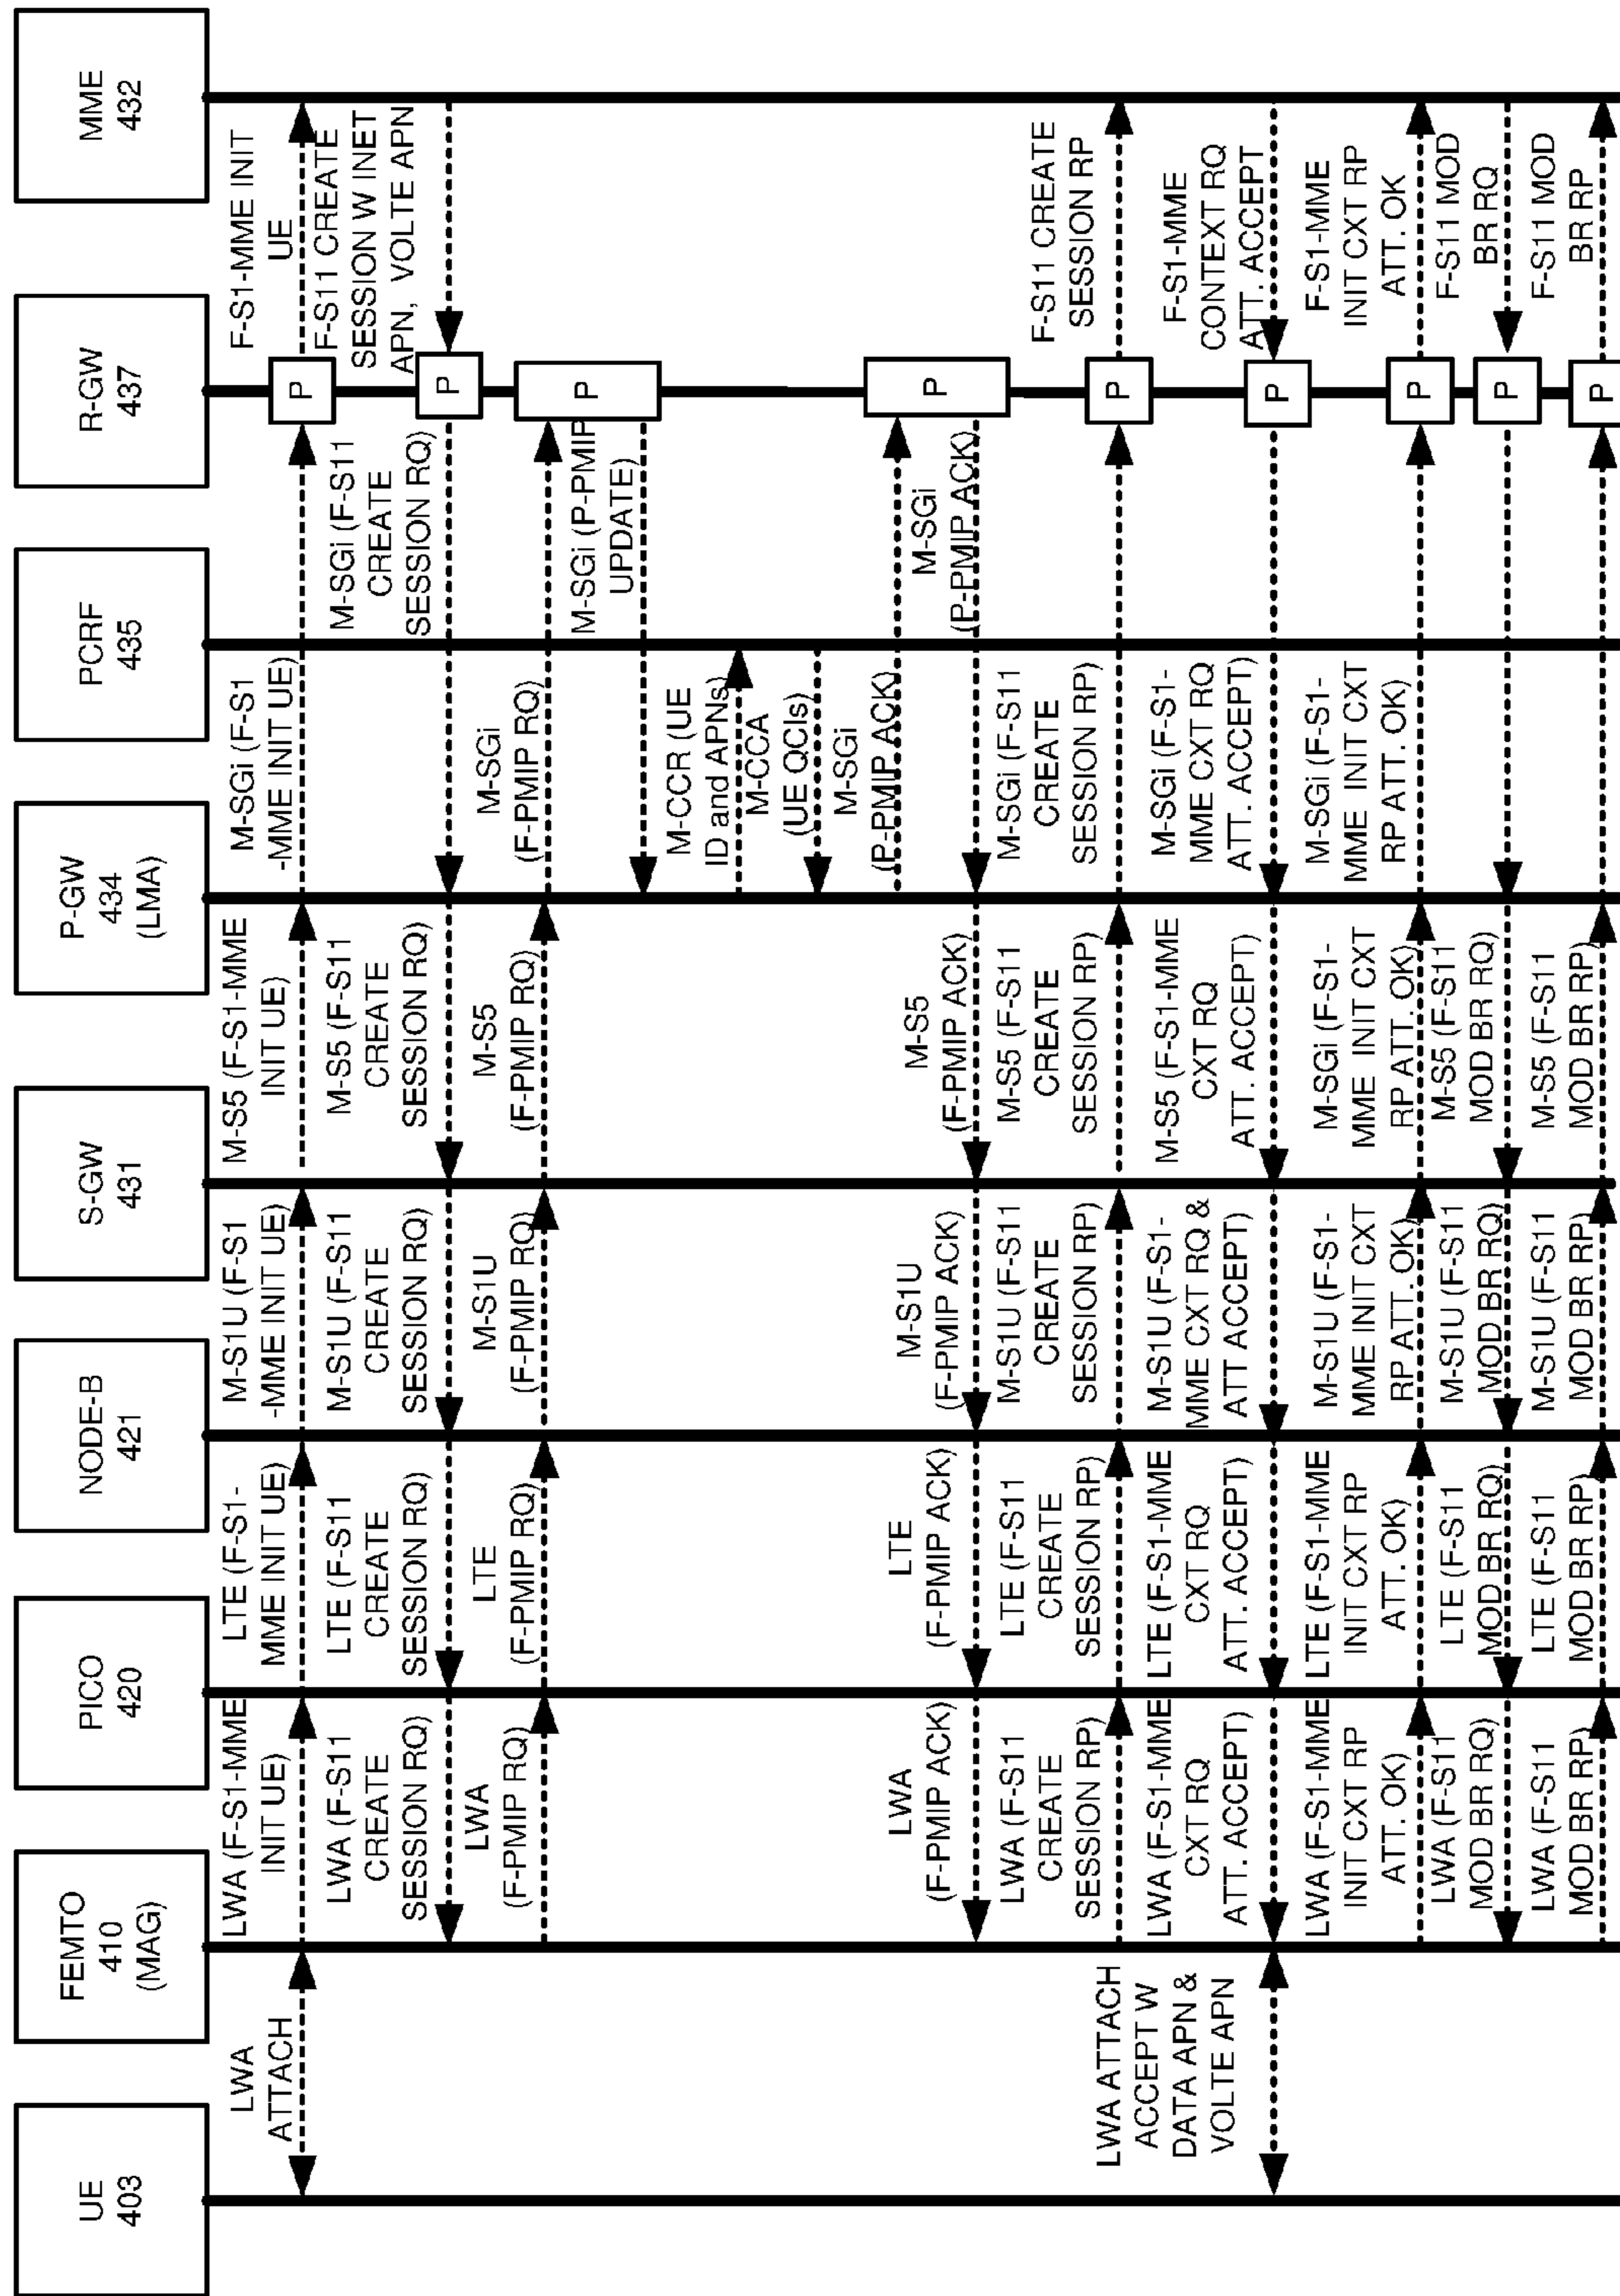 UE
403
FEMTO
410
(MAG)
PICO
420
NODE-B
421
S-GW
431
P-GW
434
(LMA)
PCRF
435
R-GW
437
MME
432
LWA
ATTACH
LWA (F-S1-MME
INIT UE)
LTE (F-S1-
MME INIT UE)
M-S1U (F-S1
-MME INIT UE)
M-S5 (F-S1-MME
INIT UE)
M-SGi (F-S1
-MME INIT UE)
P
F-S1-MME INIT
UE
LWA (F-S11
CREATE
SESSION RQ)
LTE (F-S11
CREATE
SESSION RQ)
M-S1U (F-S11
CREATE
SESSION RQ)
M-S5 (F-S11
CREATE
SESSION RQ)
M-SGi (F-S11
CREATE
SESSION RQ)
P
F-S11 CREATE
SESSION W INET
APN, VOLTE APN
LWA
(F-PMIP RQ)
LTE
(F-PMIP RQ)
M-S1U
(F-PMIP RQ)
M-S5
(F-PMIP RQ)
M-SGi
(F-PMIP RQ)
P
M-SGi (P-PMIP
UPDATE)
M-CCR (UE
ID and APNs)
M-CCA
(UE QCIs)
M-SGi
(P-PMIP ACK)
P
LWA
(F-PMIP ACK)
LTE
(F-PMIP ACK)
M-S1U
(F-PMIP ACK)
M-S5
(F-PMIP ACK)
M-SGi
(P-PMIP ACK)
LWA (F-S11
CREATE
SESSION RP)
LTE (F-S11
CREATE
SESSION RP)
M-S1U (F-S11
CREATE
SESSION RP)
M-S5 (F-S11
CREATE
SESSION RP)
M-SGi (F-S11
CREATE
SESSION RP)
P
F-S11 CREATE
SESSION RP
LWA ATTACH
ACCEPT W
DATA APN &
VOLTE APN
LWA (F-S1-MME
CXT RQ
ATT. ACCEPT)
LTE (F-S1-MME
CXT RQ
ATT. ACCEPT)
M-S1U (F-S1-
MME CXT RQ &
ATT ACCEPT)
M-S5 (F-S1-MME
CXT RQ
ATT. ACCEPT)
M-SGi (F-S1-
MME CXT RQ
ATT. ACCEPT)
P
F-S1-MME
CONTEXT RQ
ATT. ACCEPT
LWA (F-S1-MME
INIT CXT RP
ATT. OK)
LTE (F-S1-MME
INIT CXT RP
ATT. OK)
M-S1U (F-S1-
MME INIT CXT
RP ATT. OK)
M-SGi (F-S1-
MME INIT CXT
RP ATT. OK)
M-SGi (F-S1-
MME INIT CXT
RP ATT. OK)
P
F-S1-MME
INIT CXT RP
ATT. OK
LWA (F-S11
MOD BR RQ)
LTE (F-S11
MOD BR RQ)
M-S1U (F-S11
MOD BR RQ)
M-S5 (F-S11
MOD BR RQ)
P
F-S11 MOD
BR RQ
LWA (F-S11
MOD BR RP)
LTE (F-S11
MOD BR RP)
M-S1U (F-S11
MOD BR RP)
M-S5 (F-S11
MOD BR RP)
P
F-S11 MOD
BR RP